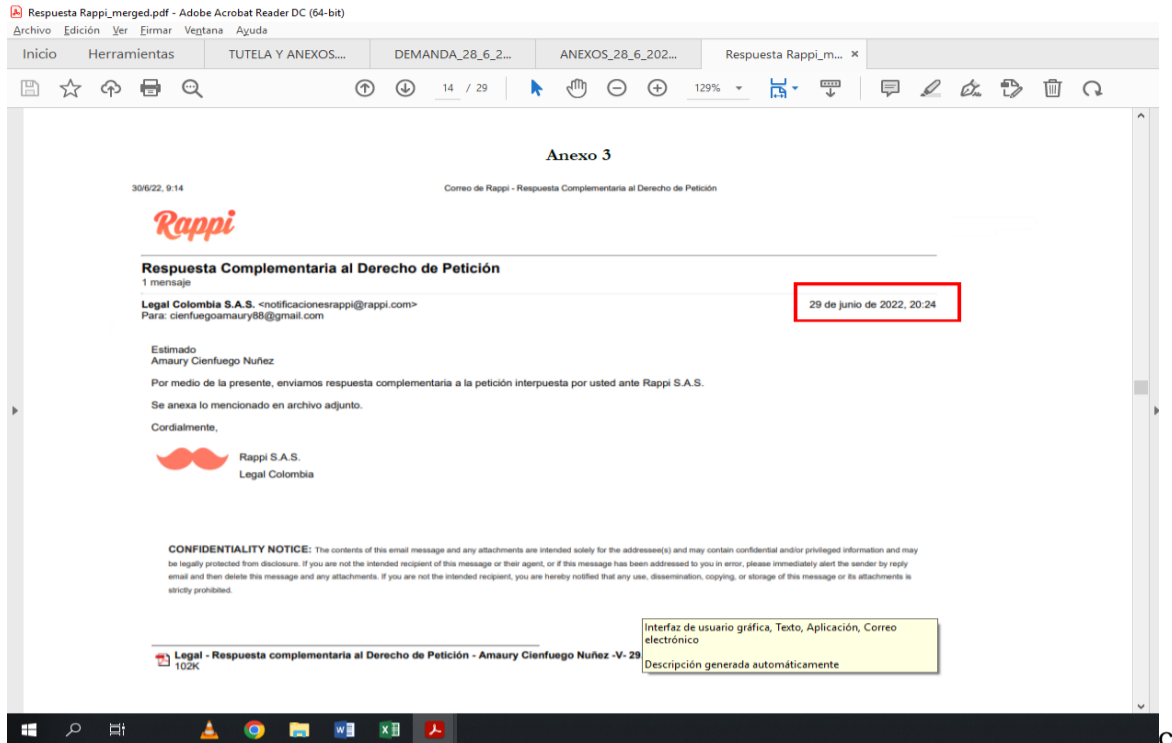 Respuesta Rappi_merged.pdf - Adobe Acrobat Reader DC (64-bit)
Archivo Edición Ver Firmar Ventana Ayuda
Inicio Herramientas TUTELA Y ANEXOS.... DEMANDA_28_6_2... ANEXOS_28_6_202... Respuesta Rappi_m... ×
14 / 29 129%
Anexo 3
30/6/22, 9:14 Correo de Rappi - Respuesta Complementaria al Derecho de Petición
Rappi
Respuesta Complementaria al Derecho de Petición
1 mensaje
Legal Colombia S.A.S. <notificacionesrappi@rappi.com> 29 de junio de 2022, 20:24
Para: cienfuegoamaury88@gmail.com
Estimado
Amaury Cienfuego Nuñez
Por medio de la presente, enviamos respuesta complementaria a la petición interpuesta por usted ante Rappi S.A.S.
Se anexa lo mencionado en archivo adjunto.
Cordialmente,
Rappi S.A.S.
Legal Colombia
CONFIDENTIALITY NOTICE: The contents of this email message and any attachments are intended solely for the addressee(s) and may contain confidential and/or privileged information and may
be legally protected from disclosure. If you are not the intended recipient of this message or their agent, or if this message has been addressed to you in error, please immediately alert the sender by reply
email and then delete this message and any attachments. If you are not the intended recipient, you are hereby notified that any use, dissemination, copying, or storage of this message or its attachments is
strictly prohibited.
Interfaz de usuario gráfica, Texto, Aplicación, Correo
electrónico
Descripción generada automáticamente
Legal - Respuesta complementaria al Derecho de Petición - Amaury Cienfuego Nuñez -V- 29
102K